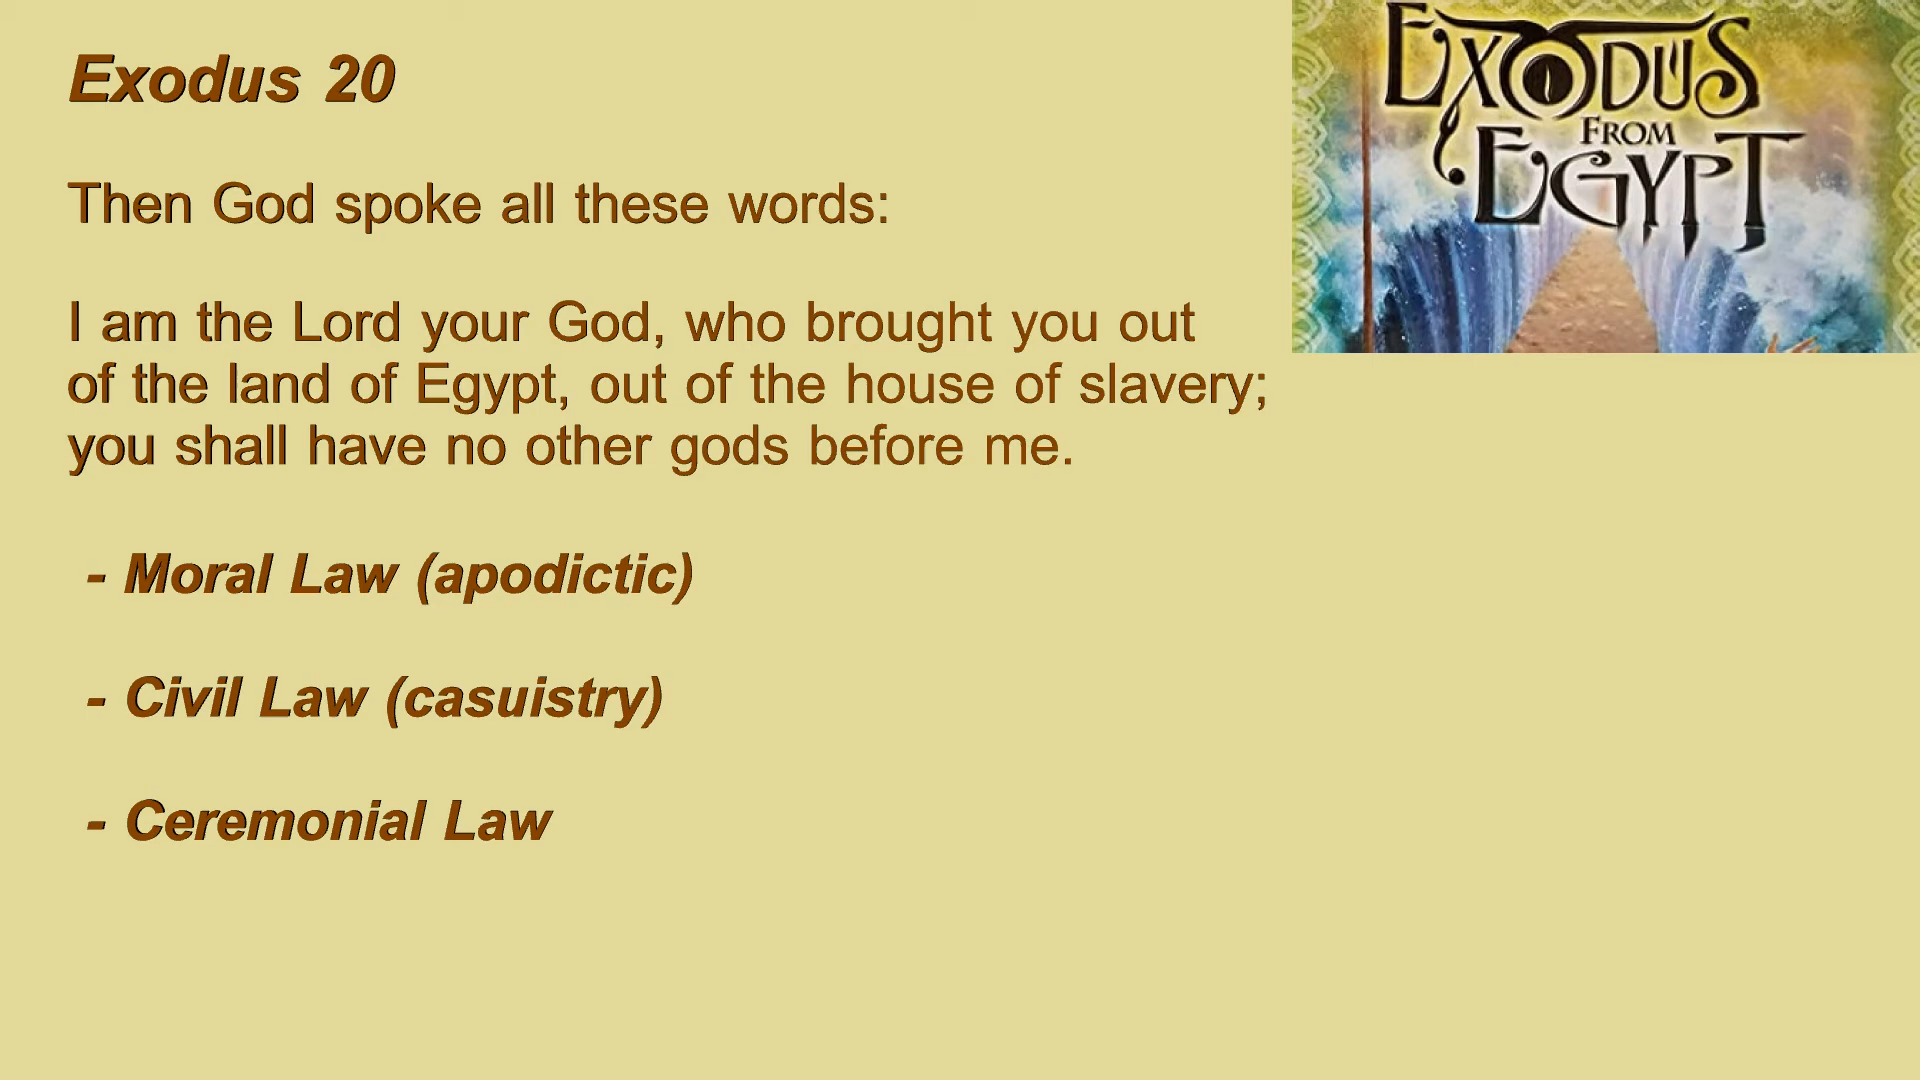 Exodus 20
Then God spoke all these words:
I am the Lord your God, who brought you out
of the land of Egypt, out of the house of slavery;
you shall have no other gods before me.
- Moral Law (apodictic)
- Civil Law (casuistry)
- Ceremonial Law
EXODUS
FROM
EGYPT